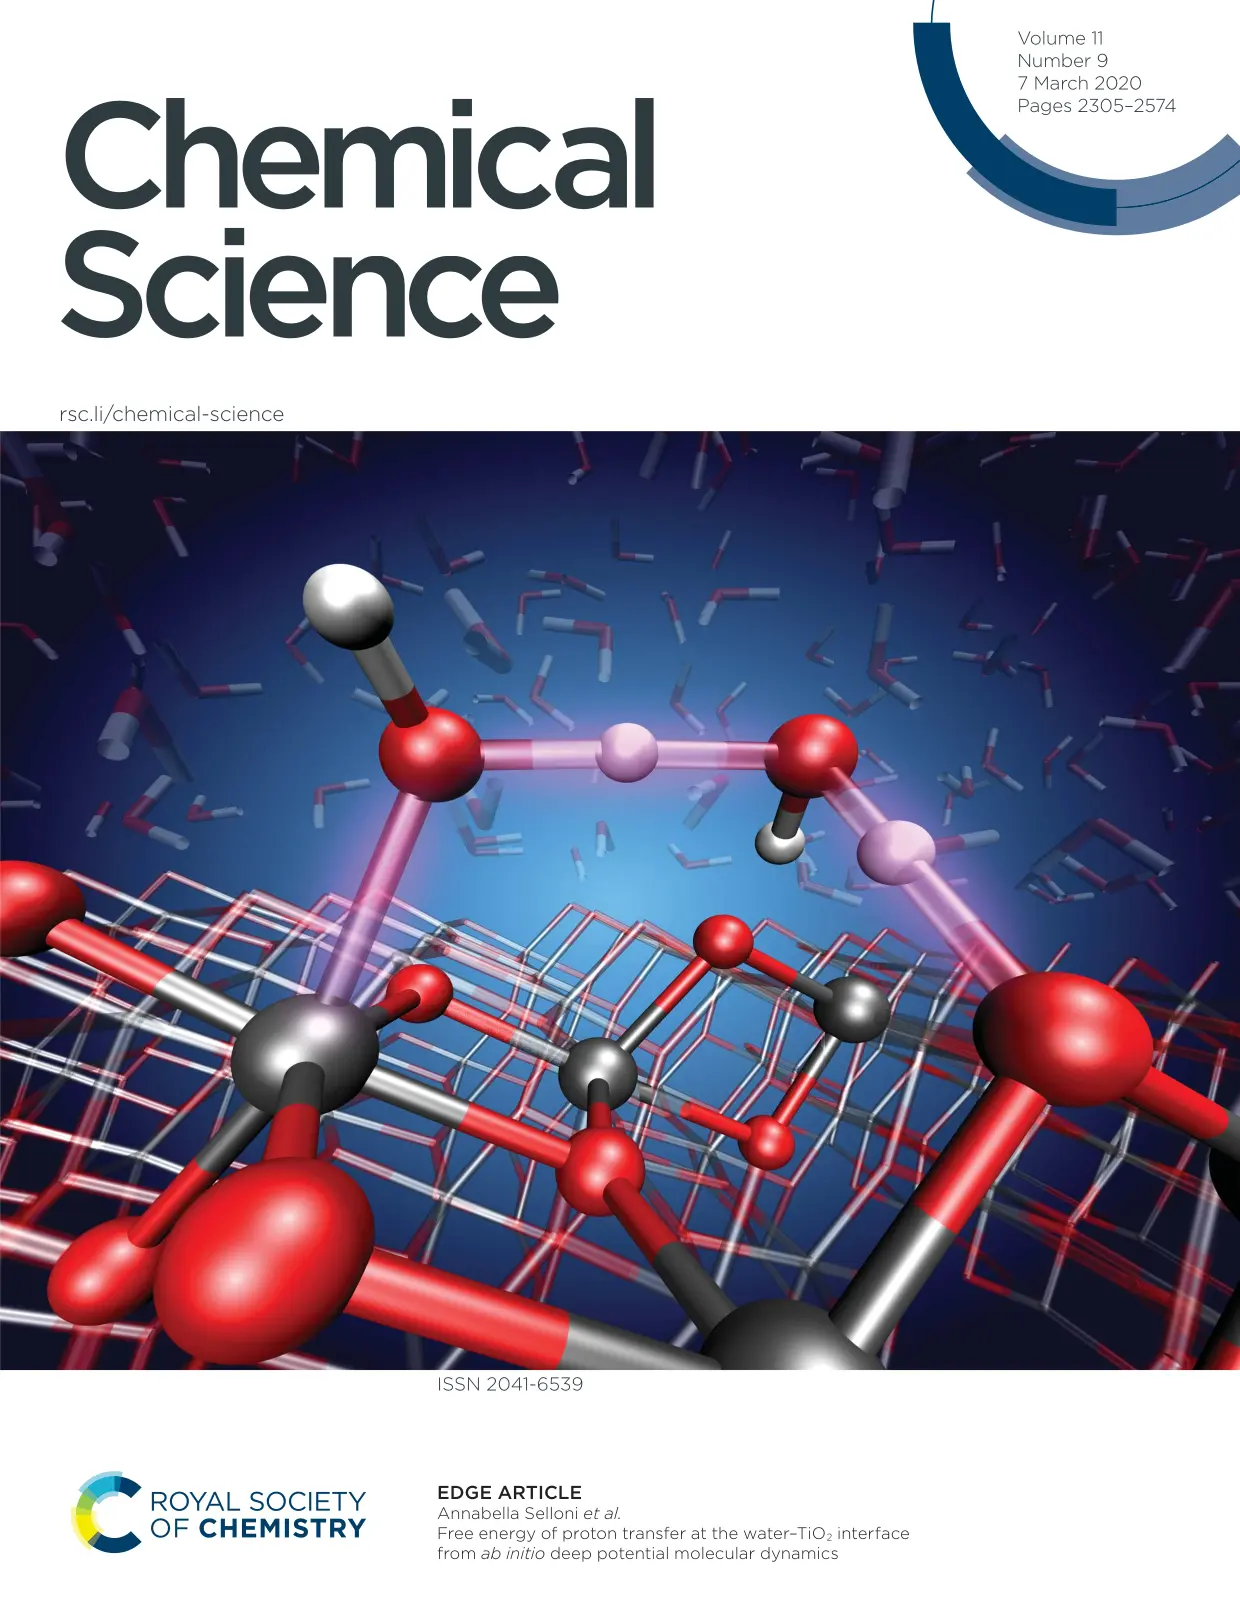 Volume 11
Number 9
7 March 2020
Pages 2305–2574
Chemical
Science
rsc.li/chemical-science
ISSN 2041-6539
ROYAL SOCIETY
OF CHEMISTRY
EDGE ARTICLE
Annabella Selloni et al.
Free energy of proton transfer at the water–TiO₂ interface
from ab initio deep potential molecular dynamics